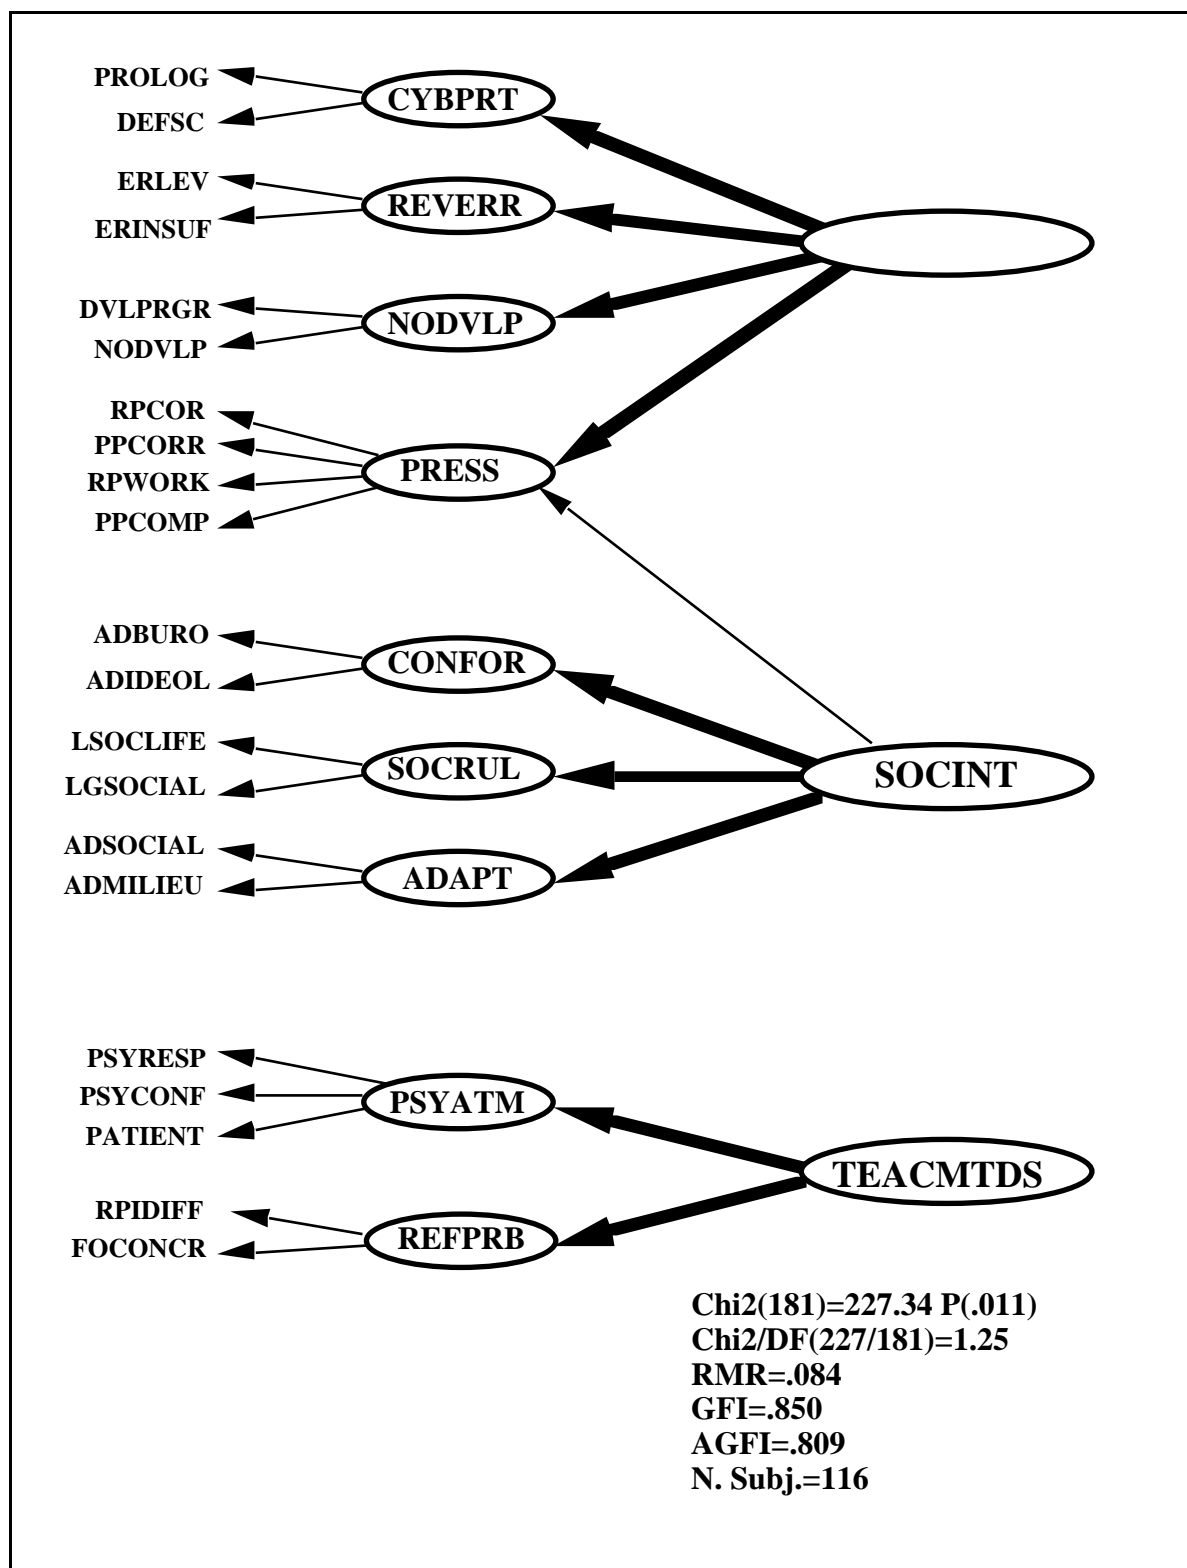 PROLOG
CYBPRT
DEFSC
ERLEV
REVERR
ERINSUF
DVLPRGR
NODVLP
NODVLP
RPCOR
PPCORR
PRESS
RPWORK
PPCOMP
ADBURO
CONFOR
ADIDEOL
LSOCLIFE
SOCRUL
SOCINT
LGSOCIAL
ADSOCIAL
ADAPT
ADMILIEU
PSYRESP
PSYCONF
PSYATM
PATIENT
TEACMTDS
RPIDIFF
REFPRB
FOCONCR
Chi2(181)=227.34 P(.011)
Chi2/DF(227/181)=1.25
RMR=.084
GFI=.850
AGFI=.809
N. Subj.=116